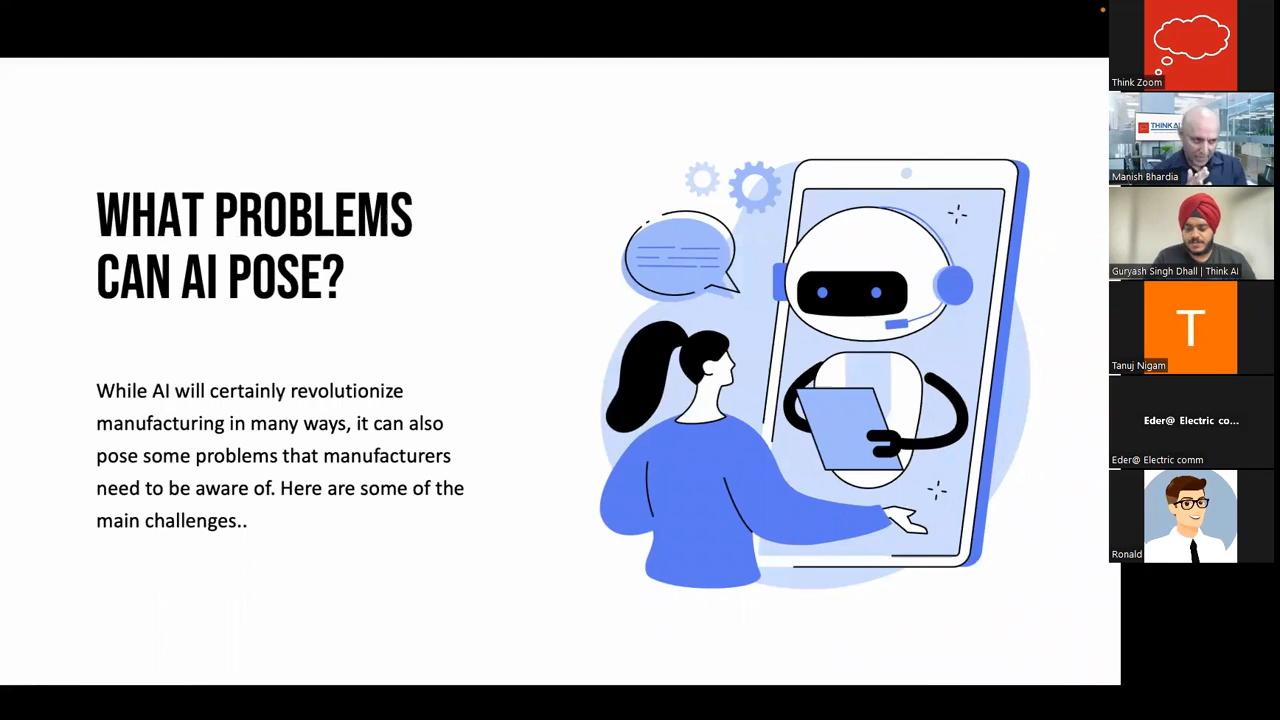 WHAT PROBLEMS
CAN AI POSE?
While AI will certainly revolutionize
manufacturing in many ways, it can also
pose some problems that manufacturers
need to be aware of. Here are some of the
main challenges..
Think Zoom
THINK AI
Manish Bhardia
Guryash Singh Dhall | Think AI
T
Tanuj Nigam
Eder@ Electric co...
Eder@ Electric comm
Ronald